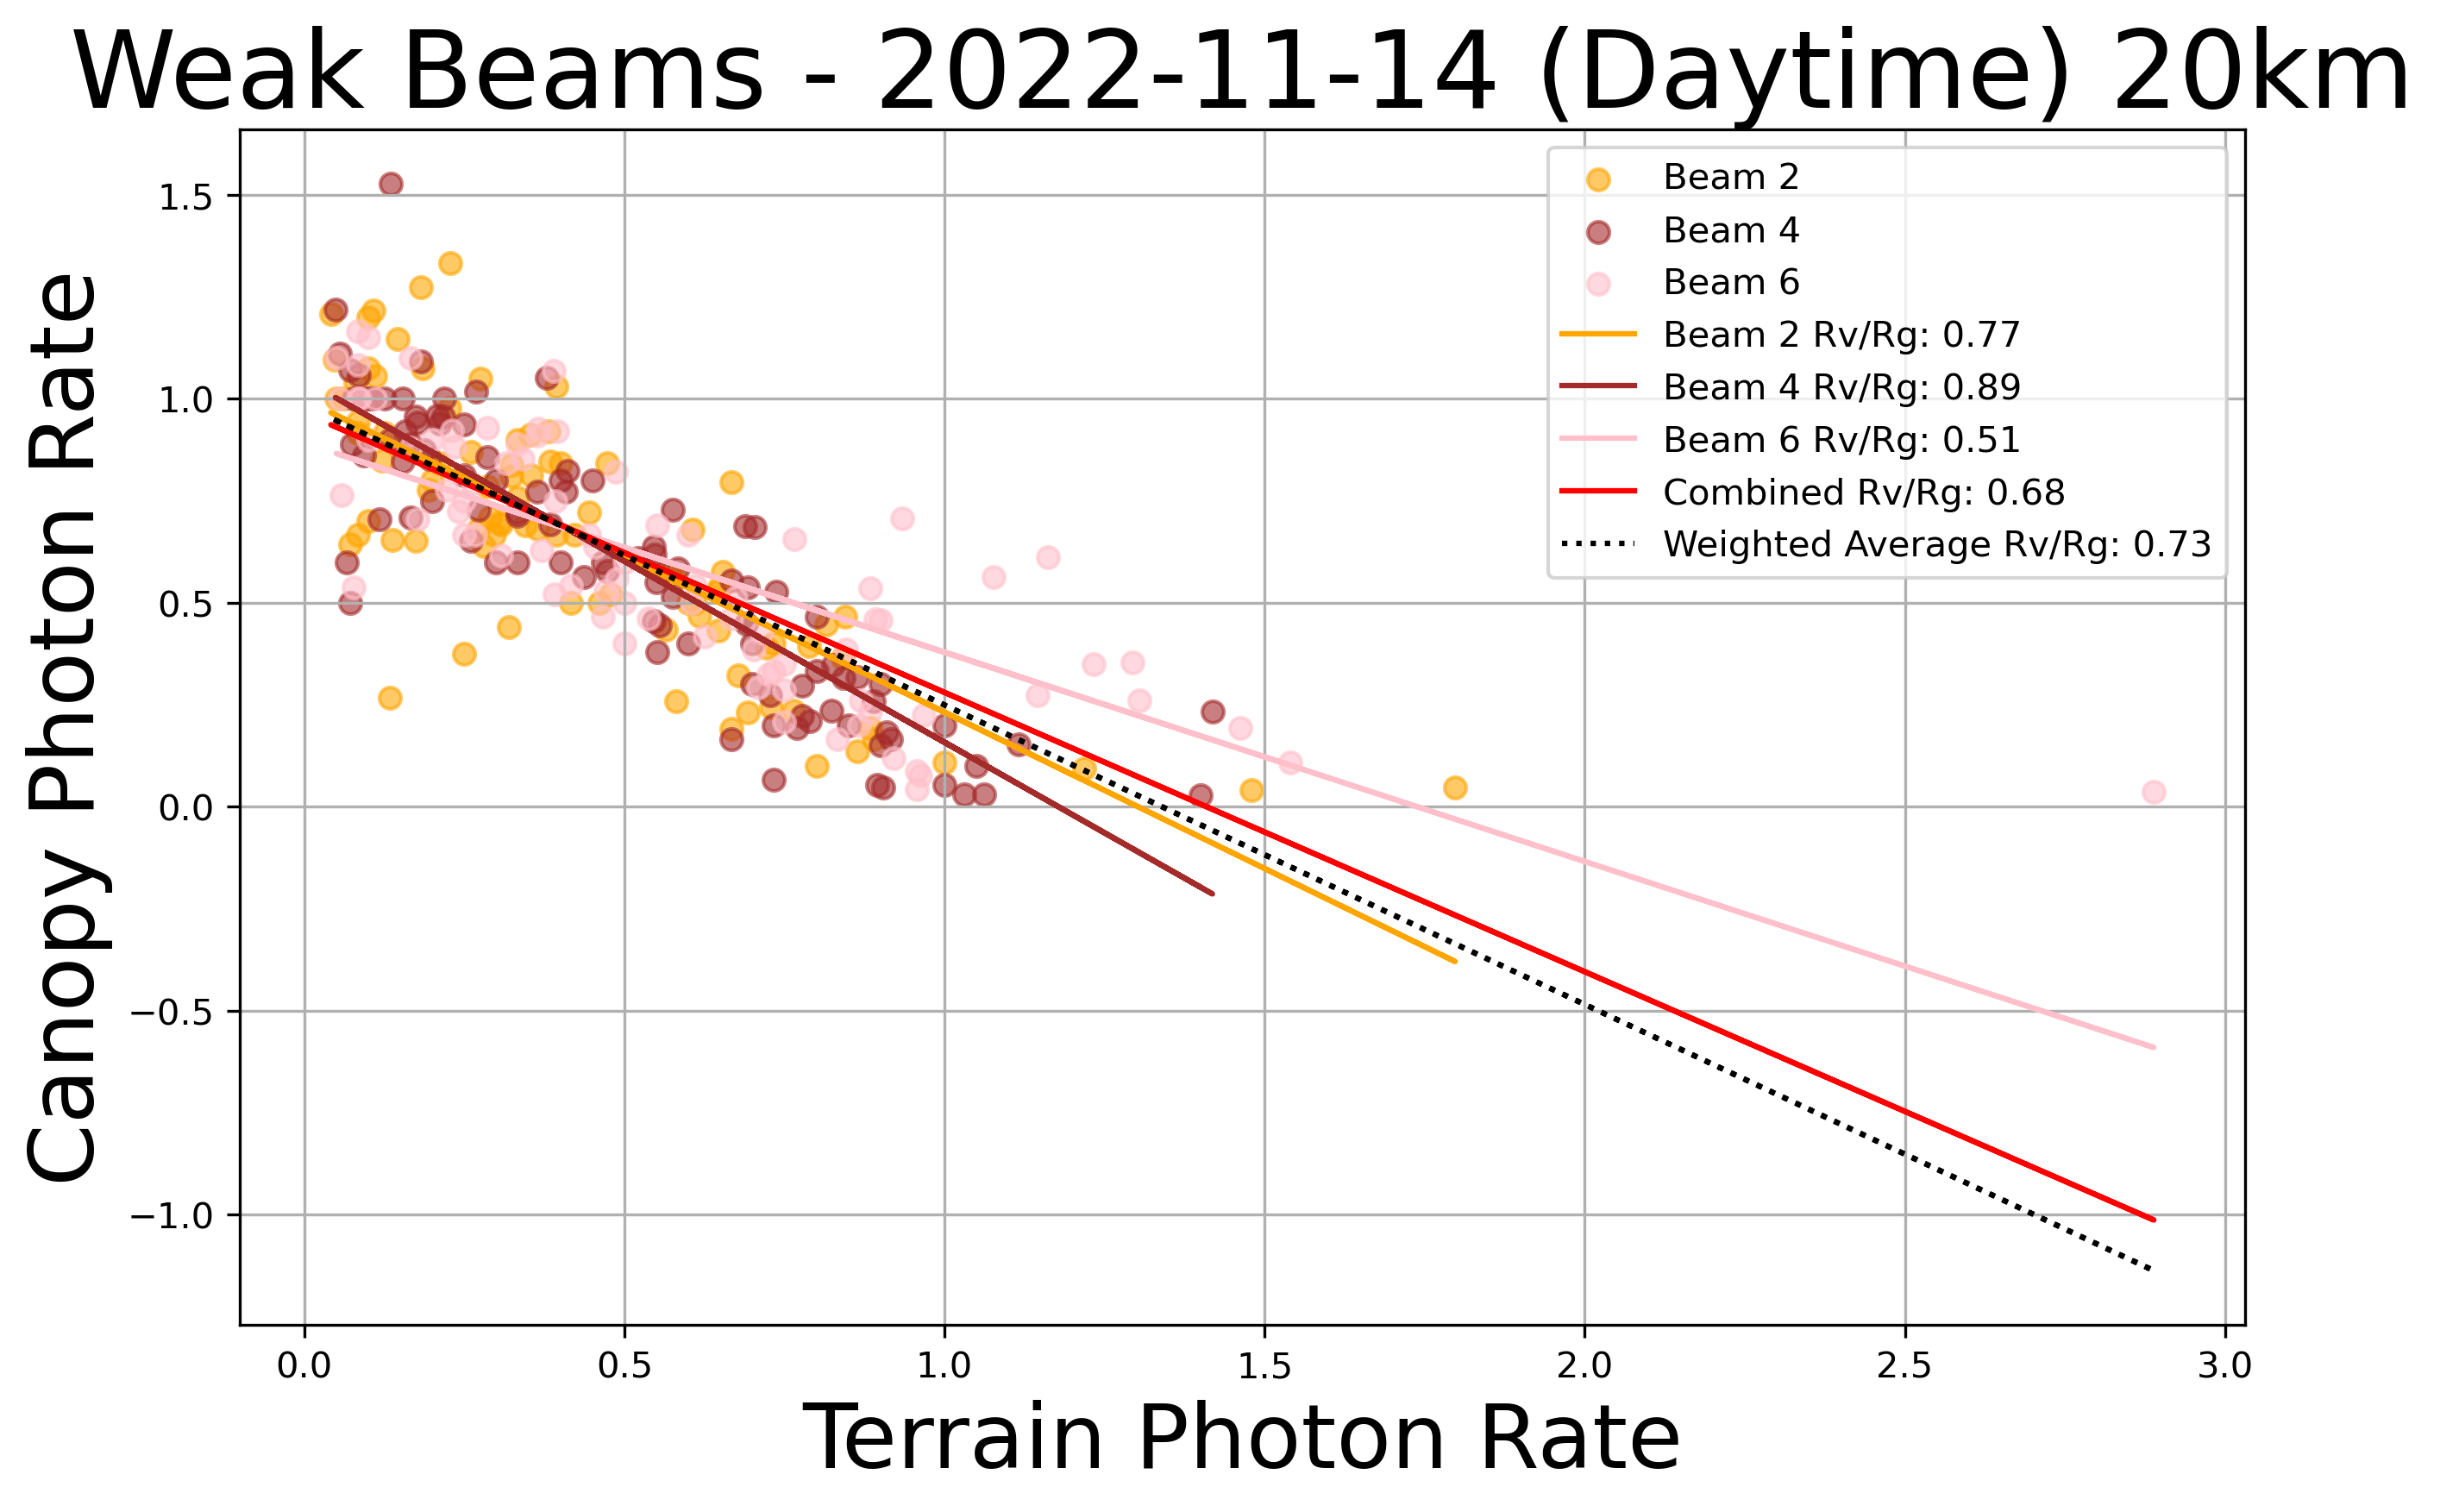 Weak Beams - 2022-11-14 (Daytime) 20km
Canopy Photon Rate
1.5
1.0
0.5
0.0
−0.5
−1.0
Beam 2
Beam 4
Beam 6
Beam 2 Rv/Rg: 0.77
Beam 4 Rv/Rg: 0.89
Beam 6 Rv/Rg: 0.51
Combined Rv/Rg: 0.68
Weighted Average Rv/Rg: 0.73
0.0 0.5 1.0 1.5 2.0 2.5 3.0
Terrain Photon Rate